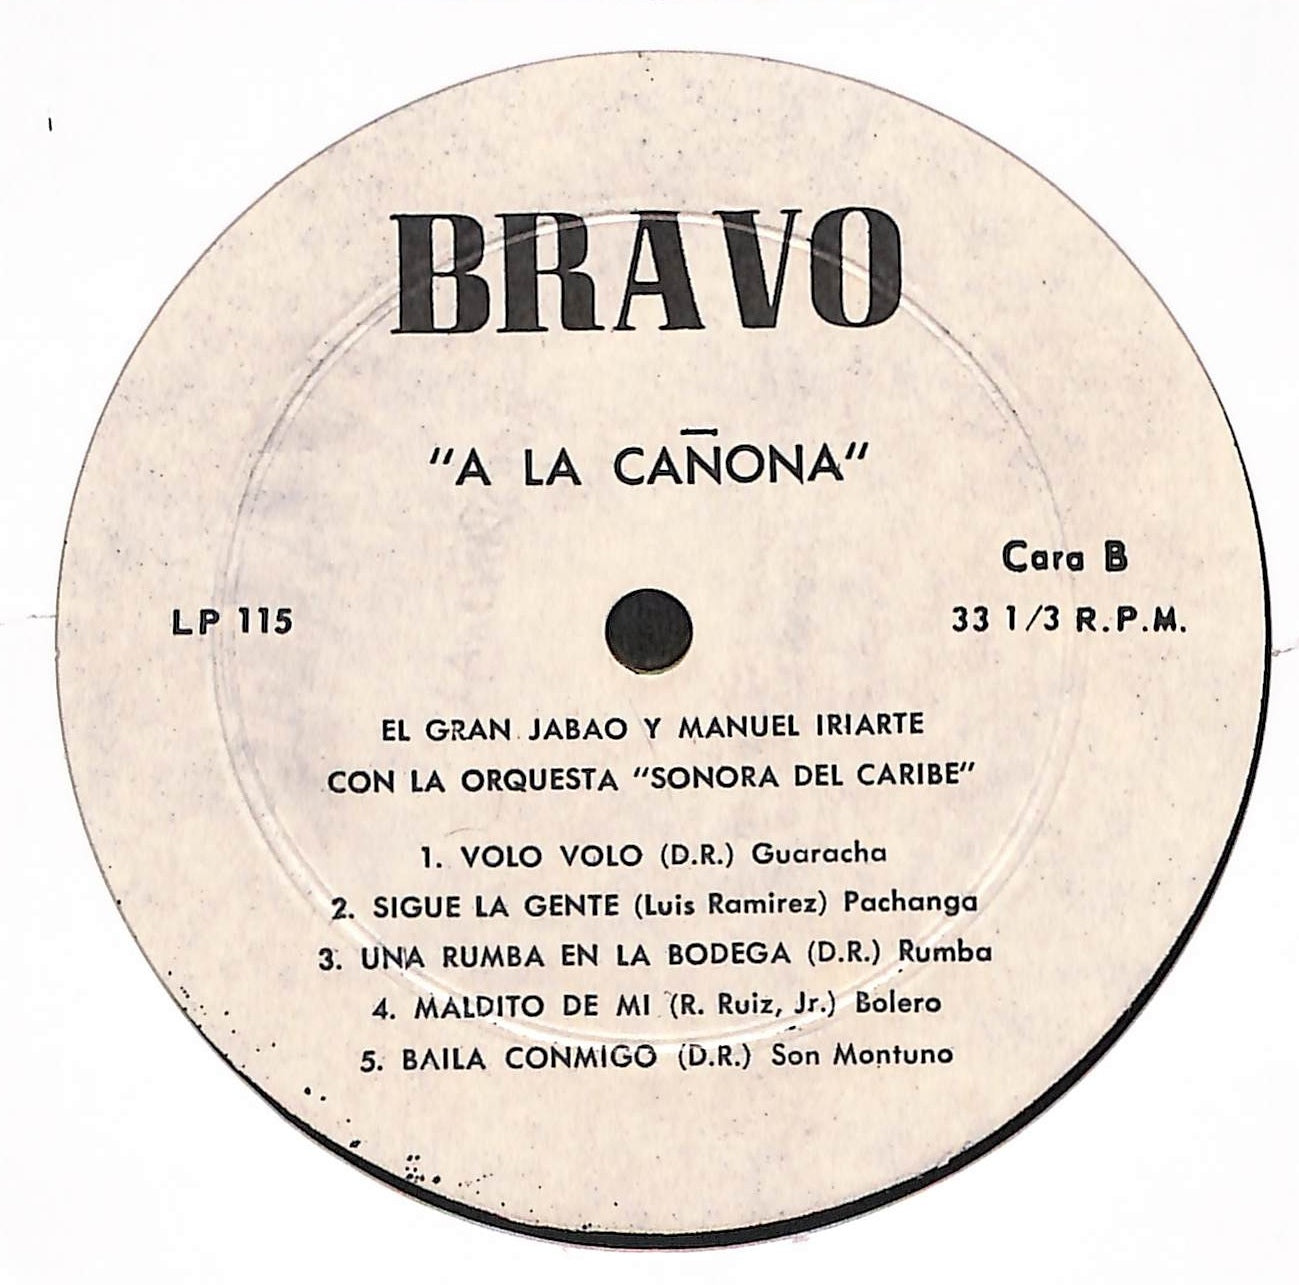 BRAVO
"A LA CAÑONA"
Cara B
LP 115
33 1/3 R.P.M.
EL GRAN JABAO Y MANUEL IRIARTE
CON LA ORQUESTA "SONORA DEL CARIBE"
1. VOLO VOLO (D.R.) Guaracha
2. SIGUE LA GENTE (Luis Ramirez) Pachanga
3. UNA RUMBA EN LA BODEGA (D.R.) Rumba
4. MALDITO DE MI (R. Ruiz, Jr.) Bolero
5. BAILA CONMIGO (D.R.) Son Montuno